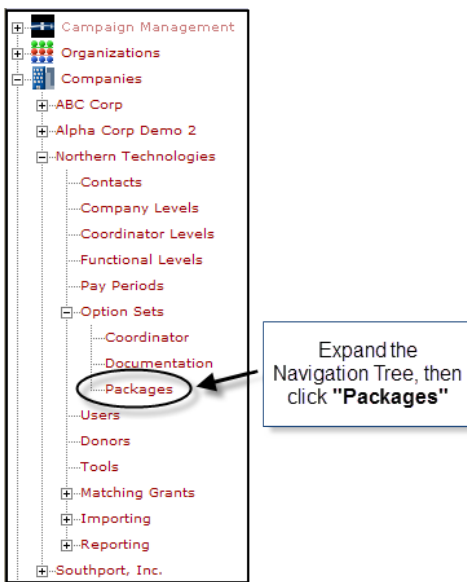 Campaign Management
Organizations
Companies
ABC Corp
Alpha Corp Demo 2
Northern Technologies
Contacts
Company Levels
Coordinator Levels
Functional Levels
Pay Periods
Option Sets
Coordinator
Documentation
Packages
Users
Donors
Tools
Matching Grants
Importing
Reporting
Southport, Inc.
Expand the
Navigation Tree, then
click "Packages"